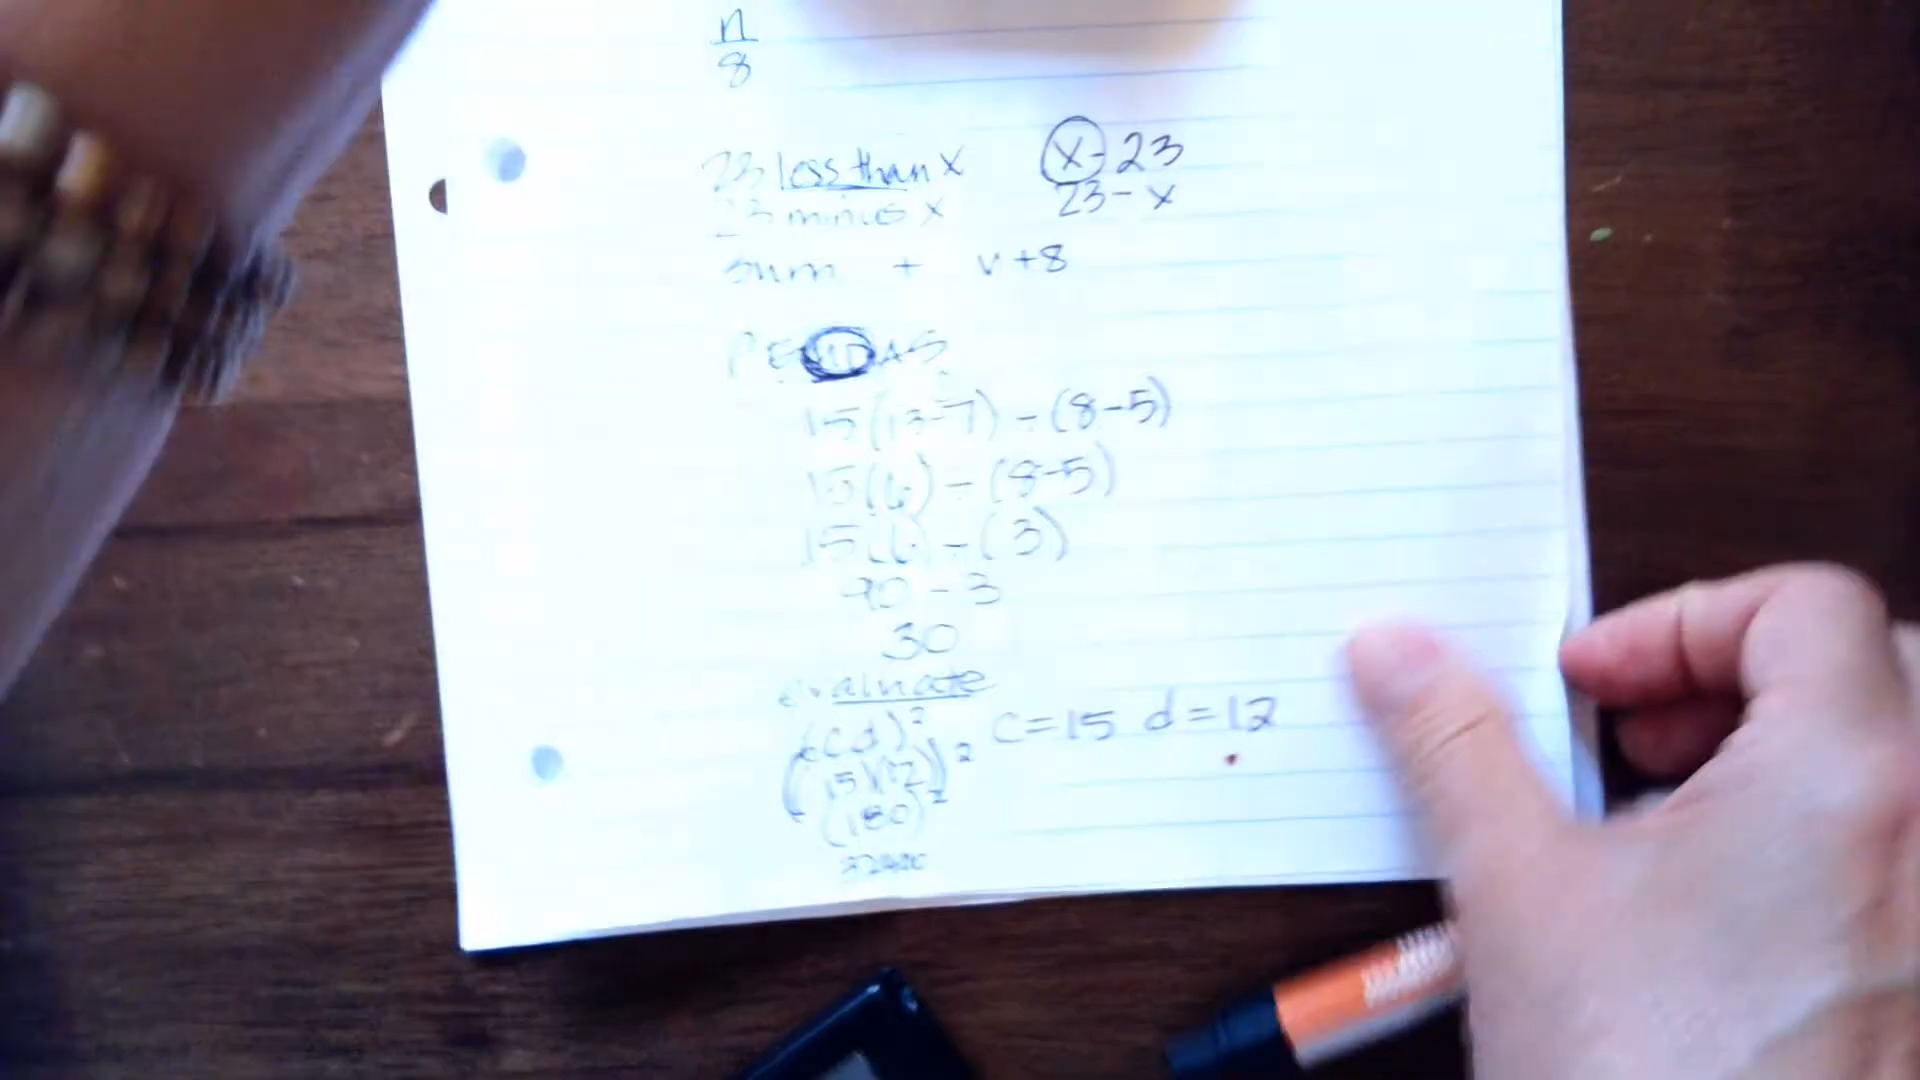 n
8
23 less than x x - 23
23 minus x 23 - x
sum + v + 8
PEMDAS
15(13-7) ÷ (8-5)
15(6) ÷ (8-5)
15(6) ÷ (3)
90 ÷ 3
30
evaluate
(cd)² c=15 d=12
(15)(12))²
(180)²
32400